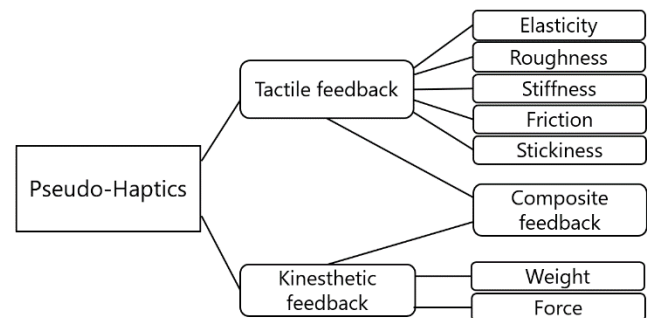 Elasticity
Roughness
Tactile feedback
Stiffness
Friction
Stickiness
Pseudo-Haptics
Composite
feedback
Kinesthetic
feedback
Weight
Force